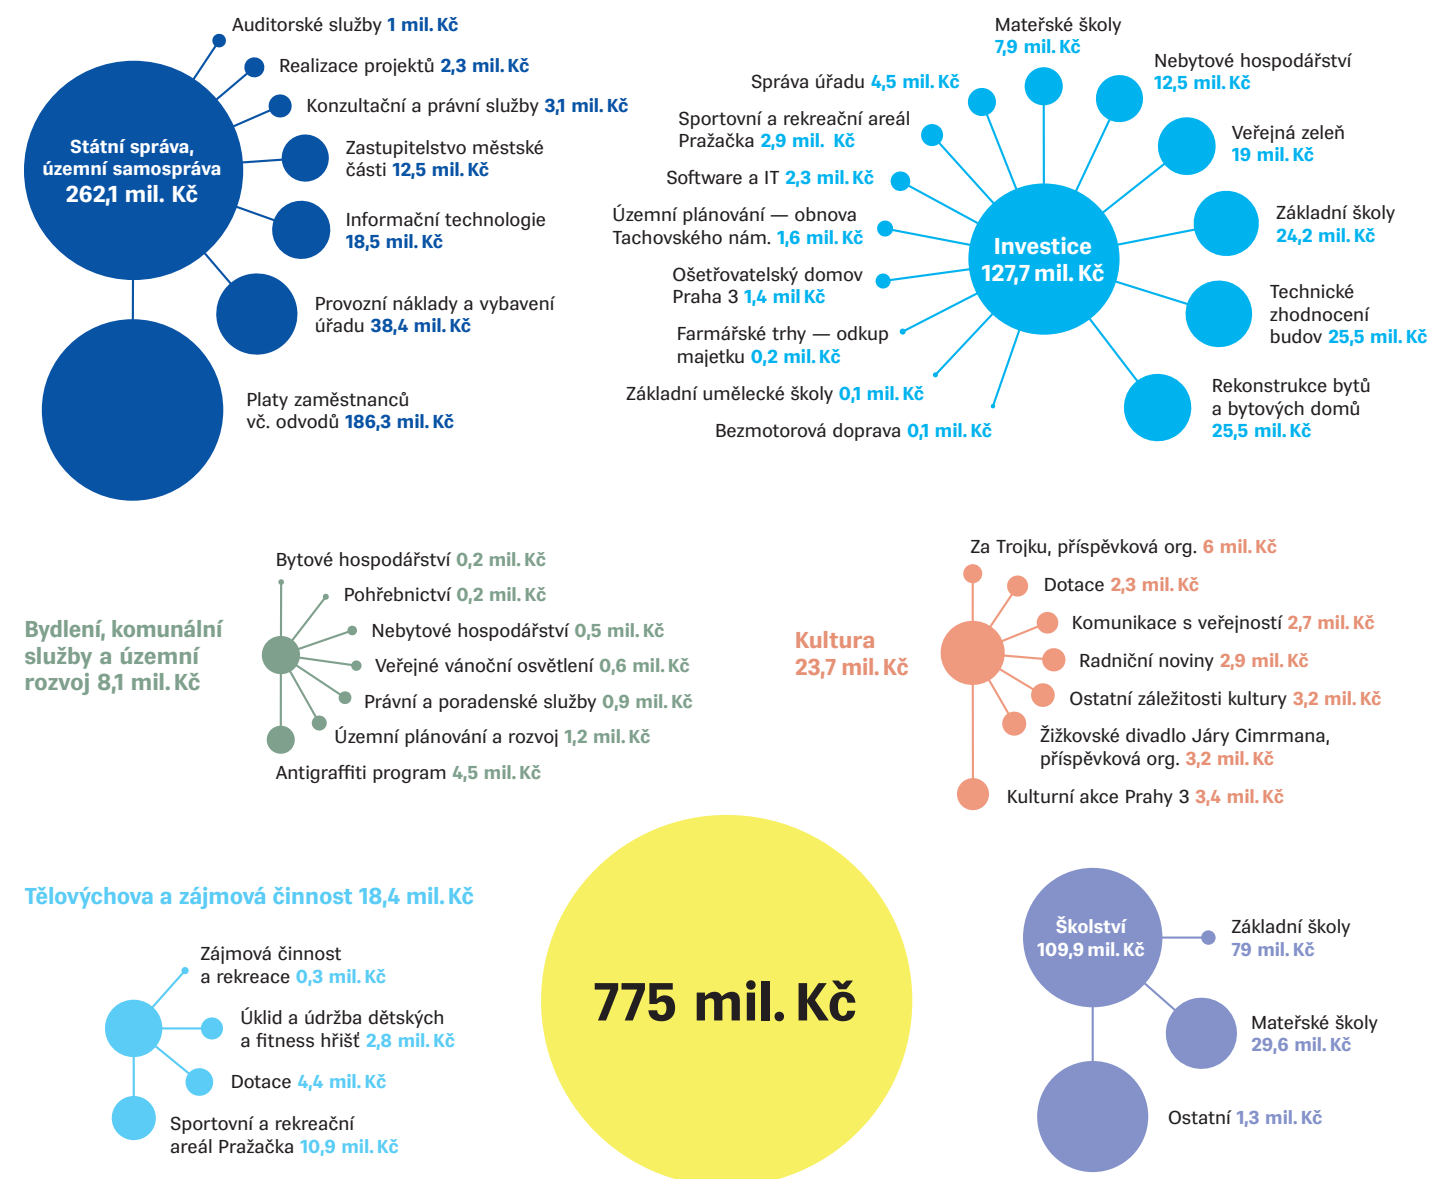 Auditorské služby 1 mil. Kč
Realizace projektů 2,3 mil. Kč
Konzultační a právní služby 3,1 mil. Kč
Státní správa,
územní samospráva
262,1 mil. Kč
Zastupitelstvo městské
části 12,5 mil. Kč
Informační technologie
18,5 mil. Kč
Provozní náklady a vybavení
úřadu 38,4 mil. Kč
Platy zaměstnanců
vč. odvodů 186,3 mil. Kč
Mateřské školy
7,9 mil. Kč
Nebytové hospodářství
12,5 mil. Kč
Správa úřadu 4,5 mil. Kč
Sportovní a rekreační areál
Pražačka 2,9 mil. Kč
Veřejná zeleň
19 mil. Kč
Software a IT 2,3 mil. Kč
Územní plánování — obnova
Tachovského nám. 1,6 mil. Kč
Základní školy
24,2 mil. Kč
Investice
127,7 mil. Kč
Ošetřovatelský domov
Praha 3 1,4 mil Kč
Technické
zhodnocení
budov 25,5 mil. Kč
Farmářské trhy — odkup
majetku 0,2 mil. Kč
Základní umělecké školy 0,1 mil. Kč
Rekonstrukce bytů
a bytových domů
25,5 mil. Kč
Bezmotorová doprava 0,1 mil. Kč
Bytové hospodářství 0,2 mil. Kč
Pohřebnictví 0,2 mil. Kč
Bydlení, komunální
služby a územní
rozvoj 8,1 mil. Kč
Nebytové hospodářství 0,5 mil. Kč
Veřejné vánoční osvětlení 0,6 mil. Kč
Právní a poradenské služby 0,9 mil. Kč
Územní plánování a rozvoj 1,2 mil. Kč
Antigraffiti program 4,5 mil. Kč
Za Trojku, příspěvková org. 6 mil. Kč
Dotace 2,3 mil. Kč
Kultura
23,7 mil. Kč
Komunikace s veřejností 2,7 mil. Kč
Radniční noviny 2,9 mil. Kč
Ostatní záležitosti kultury 3,2 mil. Kč
Žižkovské divadlo Járy Cimrmana,
příspěvková org. 3,2 mil. Kč
Kulturní akce Prahy 3 3,4 mil. Kč
Tělovýchova a zájmová činnost 18,4 mil. Kč
Zájmová činnost
a rekreace 0,3 mil. Kč
Úklid a údržba dětských
a fitness hřišť 2,8 mil. Kč
Dotace 4,4 mil. Kč
Sportovní a rekreační
areál Pražačka 10,9 mil. Kč
775 mil. Kč
Školství
109,9 mil. Kč
Základní školy
79 mil. Kč
Mateřské školy
29,6 mil. Kč
Ostatní 1,3 mil. Kč